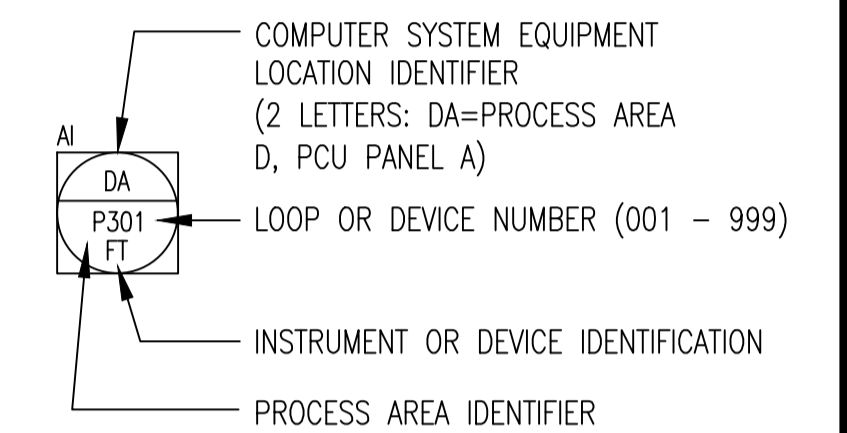 COMPUTER SYSTEM EQUIPMENT
LOCATION IDENTIFIER
(2 LETTERS: DA=PROCESS AREA
D, PCU PANEL A)
AI
DA
P301
FT
LOOP OR DEVICE NUMBER (001 – 999)
INSTRUMENT OR DEVICE IDENTIFICATION
PROCESS AREA IDENTIFIER